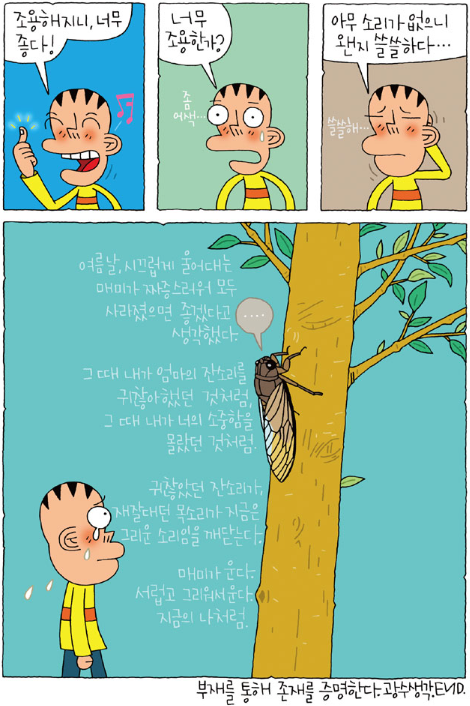 조용해지니, 너무
좋다!
너무
조용한가?
좀
어색...
아무 소리가 없으니
왠지 쓸쓸하다...
쓸쓸해...
여름날, 시끄럽게 울어대는
매미가 짜증스러워 모두
사라졌으면 좋겠다고
생각했다.
....
그 때 내가 엄마의 잔소리를
귀찮아했던 것처럼,
그 때 내가 너의 소중함을
몰랐던 것처럼.
귀찮았던 잔소리가,
재잘대던 목소리가 지금은
그리운 소리임을 깨닫는다.
매미가 운다.
서럽고 그리워서 운다.
지금의 나처럼.
부재를 통해 존재를 증명한다. 광수생각. END.